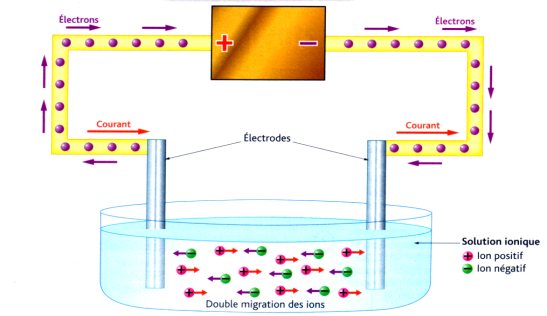 Électrons
Électrons
+
−
Courant
Courant
Électrodes
Solution ionique
+ Ion positif
− Ion négatif
Double migration des ions